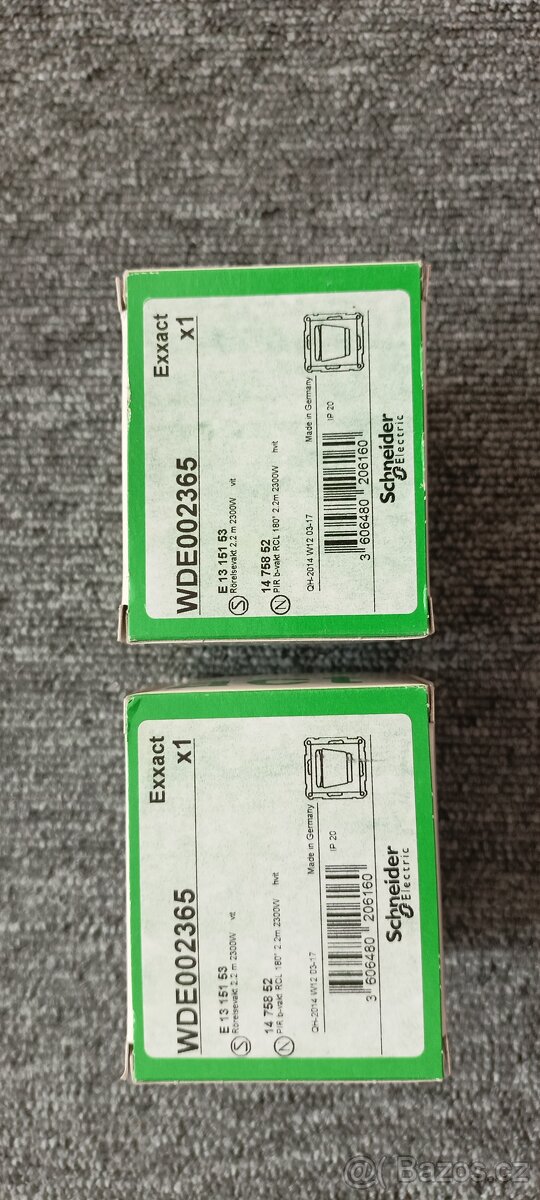 Exxact
x1
WDE002365
E 13 151 53
S Rörelsevakt 2.2 m 2300W vit
14 758 52
N PIR b-vakt RCL 180° 2.2m 2300W hvit
QH-2014 W12 03-17
Made in Germany
IP 20
3 606480 206160
Schneider
Electric
Exxact
x1
WDE002365
E 13 151 53
S Rörelsevakt 2.2 m 2300W vit
14 758 52
N PIR b-vakt RCL 180° 2.2m 2300W hvit
QH-2014 W12 03-17
Made in Germany
IP 20
3 606480 206160
Schneider
Electric
@ Bazos.cz